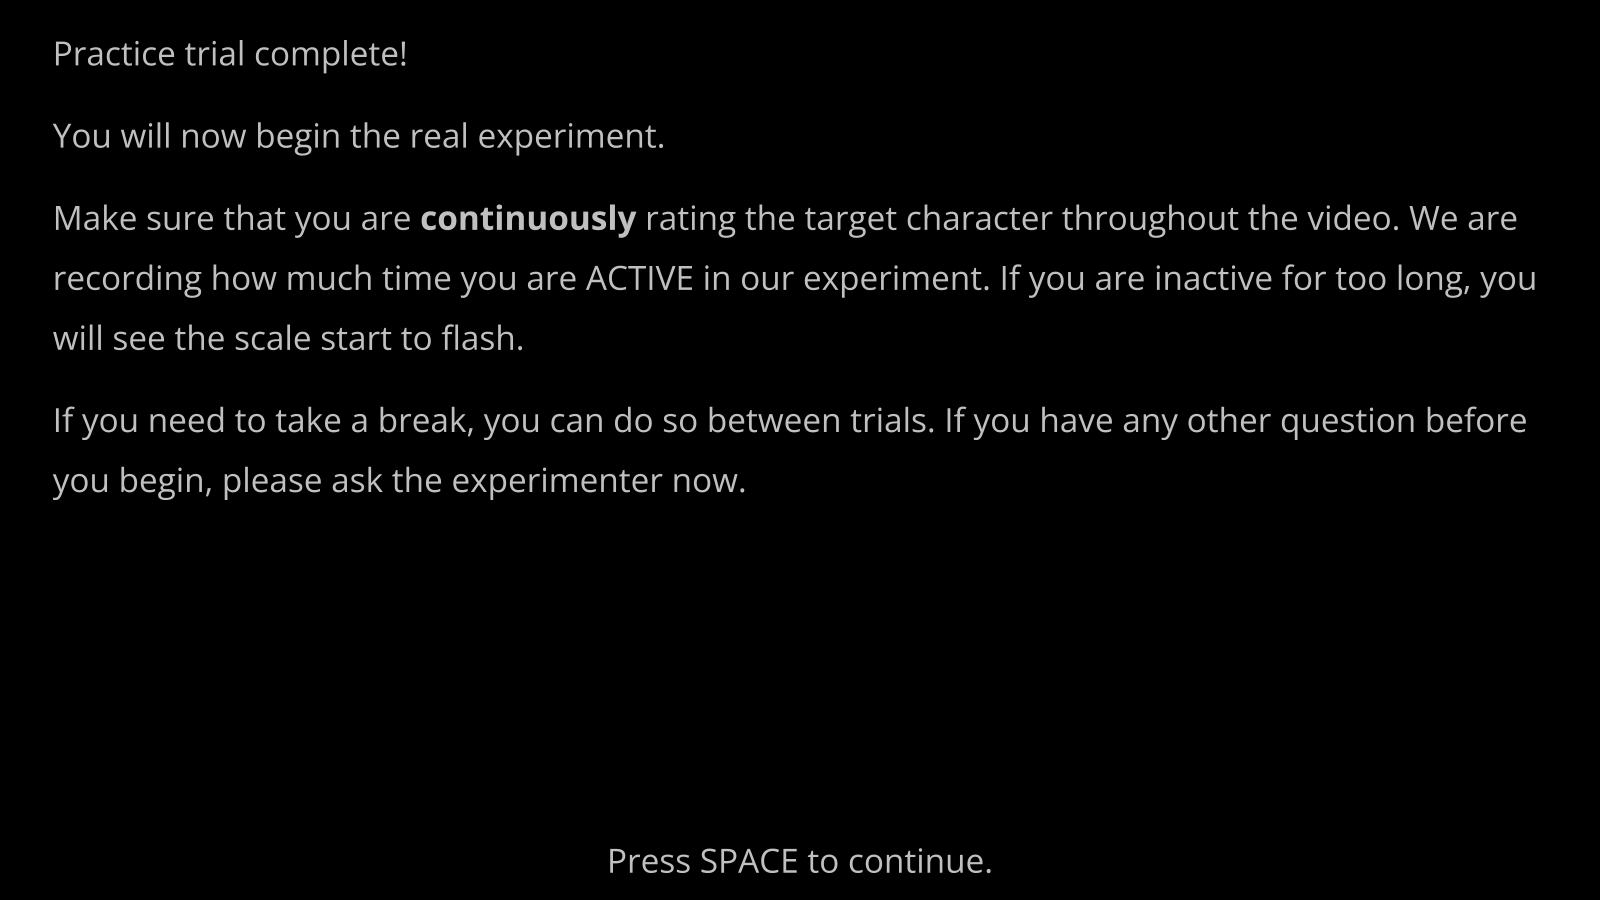 Practice trial complete!
You will now begin the real experiment.
Make sure that you are continuously rating the target character throughout the video. We are
recording how much time you are ACTIVE in our experiment. If you are inactive for too long, you
will see the scale start to flash.
If you need to take a break, you can do so between trials. If you have any other question before
you begin, please ask the experimenter now.
Press SPACE to continue.